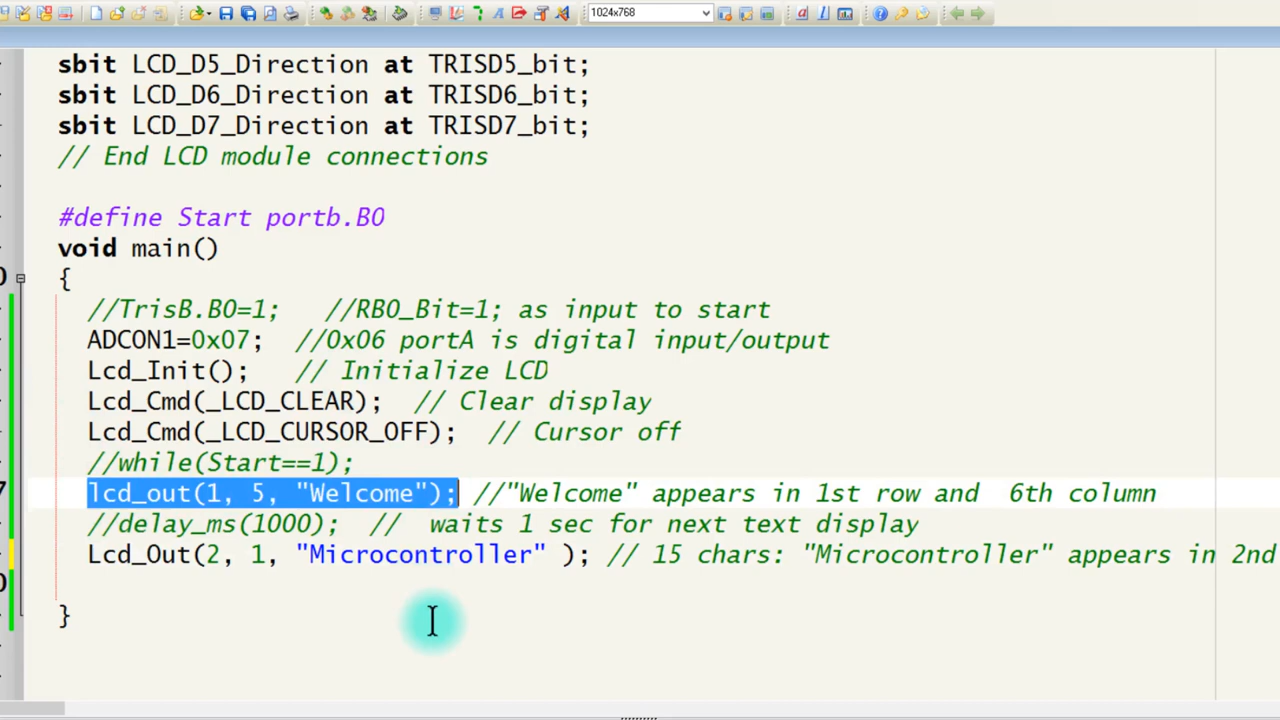 1024x768
sbit LCD_D5_Direction at TRISD5_bit;
sbit LCD_D6_Direction at TRISD6_bit;
sbit LCD_D7_Direction at TRISD7_bit;
// End LCD module connections
#define Start portb.B0
void main()
0
{
//TrisB.B0=1;   //RB0_Bit=1; as input to start
ADCON1=0x07;  //0x06 portA is digital input/output
Lcd_Init();   // Initialize LCD
Lcd_Cmd(_LCD_CLEAR);  // Clear display
Lcd_Cmd(_LCD_CURSOR_OFF);  // Cursor off
//while(Start==1);
7 lcd_out(1, 5, "Welcome"); //"Welcome" appears in 1st row and  6th column
//delay_ms(1000);  //  waits 1 sec for next text display
Lcd_Out(2, 1, "Microcontroller" ); // 15 chars: "Microcontroller" appears in 2nd
0
}